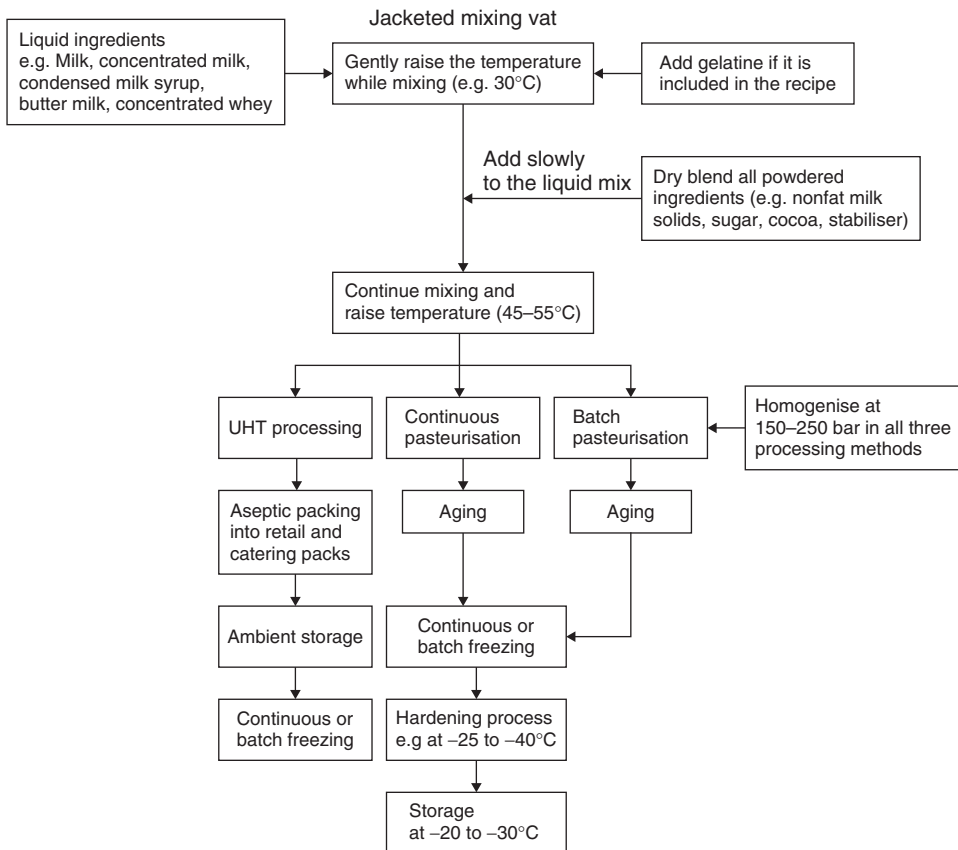 Jacketed mixing vat
Liquid ingredients
e.g. Milk, concentrated milk,
condensed milk syrup,
butter milk, concentrated whey
Gently raise the temperature
while mixing (e.g. 30°C)
Add gelatine if it is
included in the recipe
Add slowly
to the liquid mix
Dry blend all powdered
ingredients (e.g. nonfat milk
solids, sugar, cocoa, stabiliser)
Continue mixing and
raise temperature (45–55°C)
UHT processing
Continuous
pasteurisation
Batch
pasteurisation
Homogenise at
150–250 bar in all three
processing methods
Aseptic packing
into retail and
catering packs
Aging
Aging
Ambient storage
Continuous or
batch freezing
Continuous or
batch freezing
Hardening process
e.g at –25 to –40°C
Storage
at –20 to –30°C